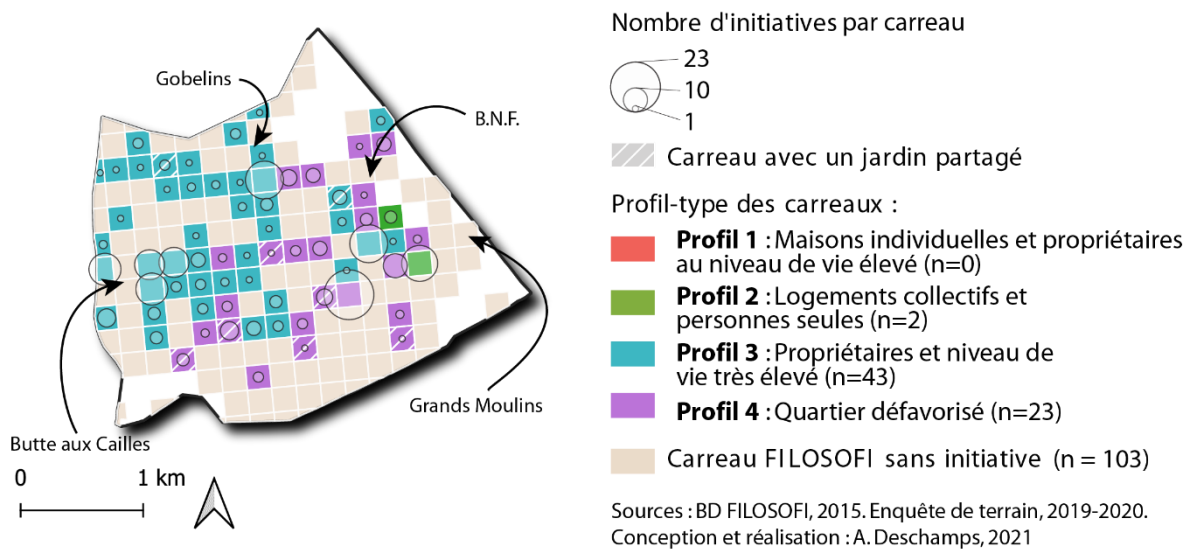 Gobelins
B.N.F.
Grands Moulins
Butte aux Cailles
0 1 km
Nombre d'initiatives par carreau
23
10
1
Carreau avec un jardin partagé
Profil-type des carreaux :
Profil 1 : Maisons individuelles et propriétaires
au niveau de vie élevé (n=0)
Profil 2 : Logements collectifs et
personnes seules (n=2)
Profil 3 : Propriétaires et niveau de
vie très élevé (n=43)
Profil 4 : Quartier défavorisé (n=23)
Carreau FILOSOFI sans initiative (n = 103)
Sources : BD FILOSOFI, 2015. Enquête de terrain, 2019-2020.
Conception et réalisation : A. Deschamps, 2021